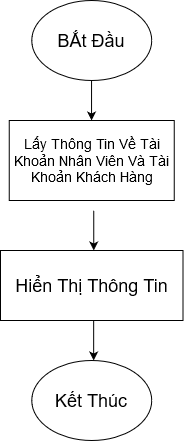 BẮt Đầu
Lấy Thông Tin Về Tài
Khoản Nhân Viên Và Tài
Khoản Khách Hàng
Hiển Thị Thông Tin
Kết Thúc